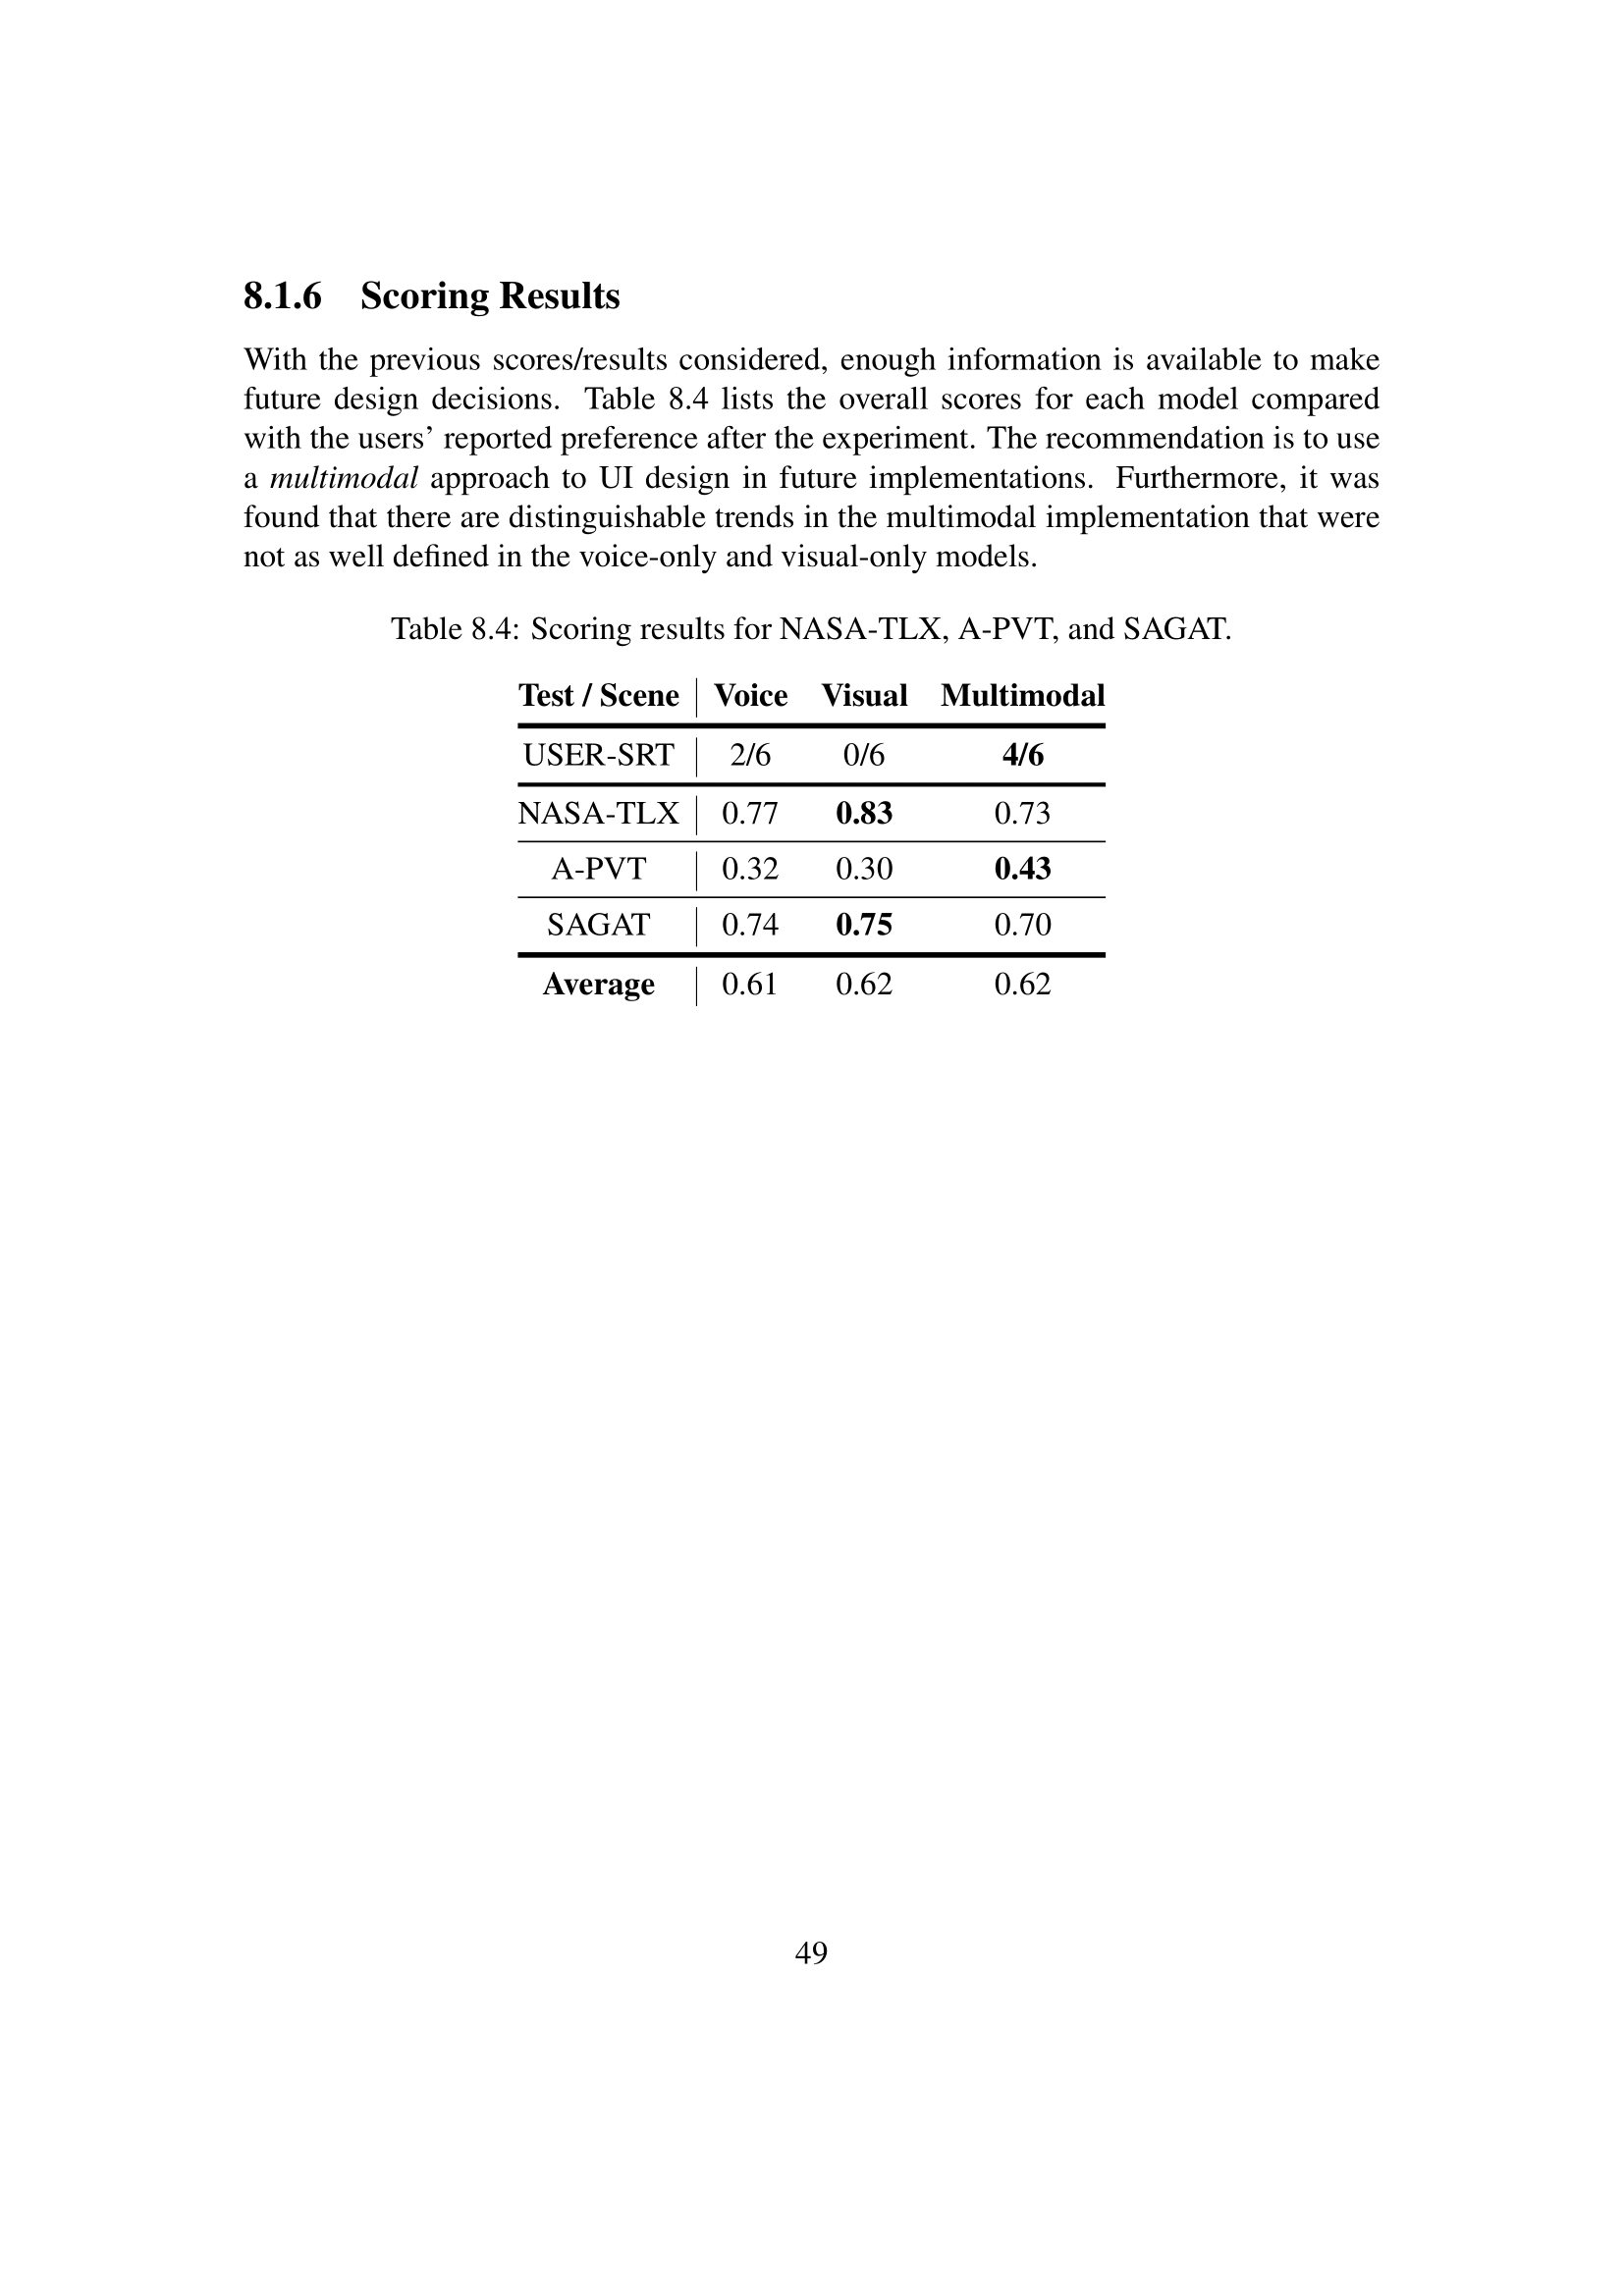 8.1.6 Scoring Results
With the previous scores/results considered, enough information is available to make
future design decisions. Table 8.4 lists the overall scores for each model compared
with the users’ reported preference after the experiment. The recommendation is to use
a multimodal approach to UI design in future implementations. Furthermore, it was
found that there are distinguishable trends in the multimodal implementation that were
not as well defined in the voice-only and visual-only models.
Table 8.4: Scoring results for NASA-TLX, A-PVT, and SAGAT.
Test / Scene Voice Visual Multimodal
USER-SRT 2/6 0/6 4/6
NASA-TLX 0.77 0.83 0.73
A-PVT 0.32 0.30 0.43
SAGAT 0.74 0.75 0.70
Average 0.61 0.62 0.62
49